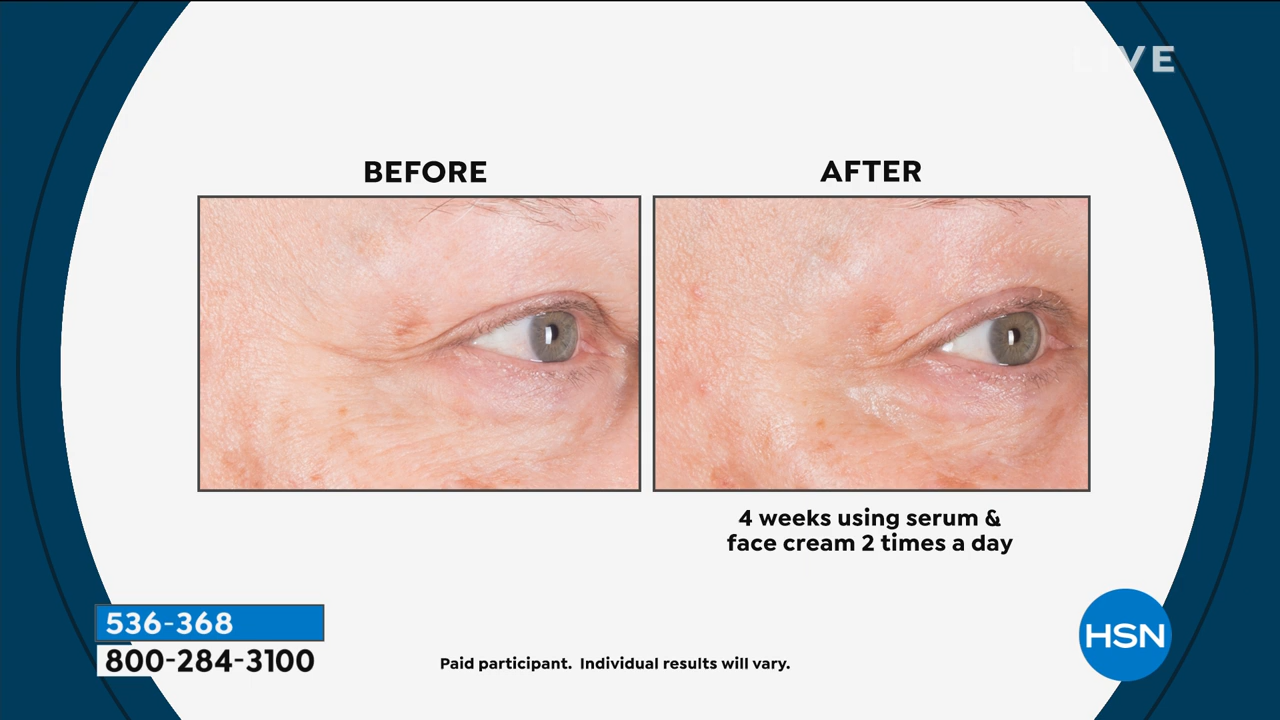 LIVE
BEFORE
AFTER
4 weeks using serum &
face cream 2 times a day
536-368
800-284-3100
Paid participant.  Individual results will vary.
HSN